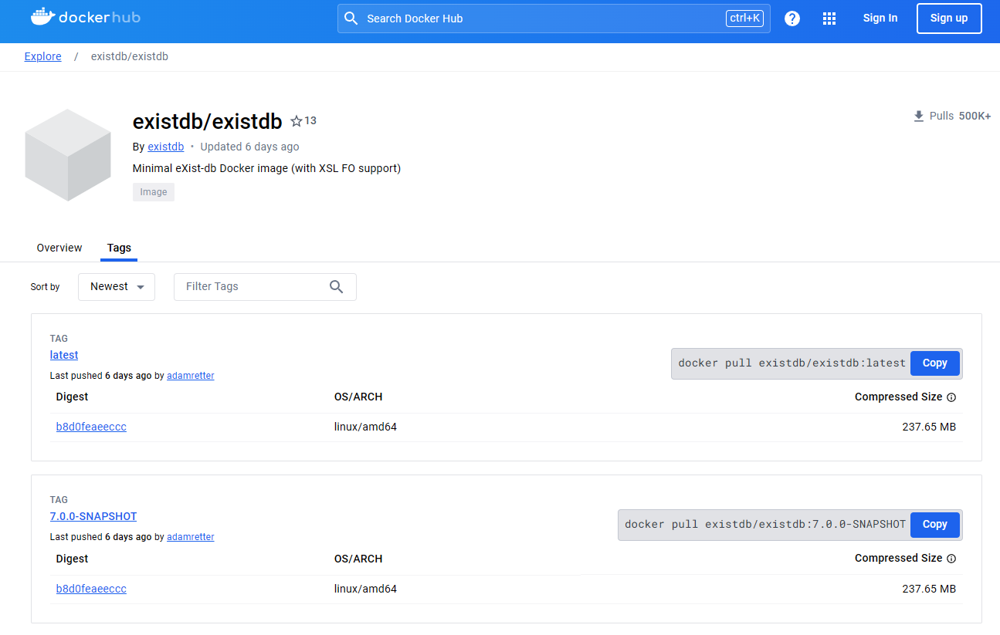 dockerhub Search Docker Hub ctrl+K ? Sign In Sign up
Explore / existdb/existdb
existdb/existdb 13
Pulls 500K+
By existdb • Updated 6 days ago
Minimal eXist-db Docker image (with XSL FO support)
Image
Overview Tags
Sort by Newest Filter Tags
TAG
latest
docker pull existdb/existdb:latest Copy
Last pushed 6 days ago by adamretter
Digest OS/ARCH Compressed Size
b8d0feaeeccc linux/amd64 237.65 MB
TAG
7.0.0-SNAPSHOT
docker pull existdb/existdb:7.0.0-SNAPSHOT Copy
Last pushed 6 days ago by adamretter
Digest OS/ARCH Compressed Size
b8d0feaeeccc linux/amd64 237.65 MB